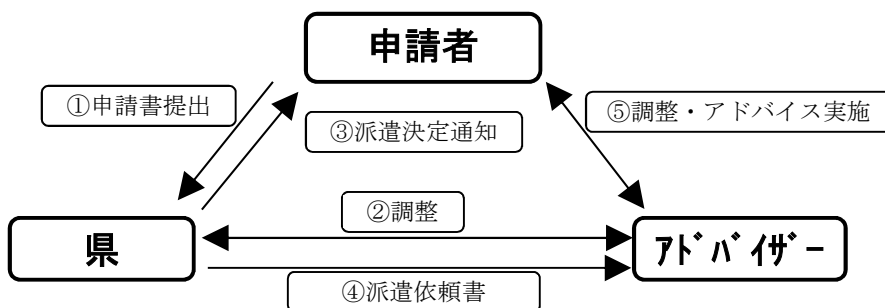 申請者
①申請書提出
③派遣決定通知
⑤調整・アドバイス実施
②調整
県
ｱﾄﾞﾊﾞｲｻﾞｰ
④派遣依頼書